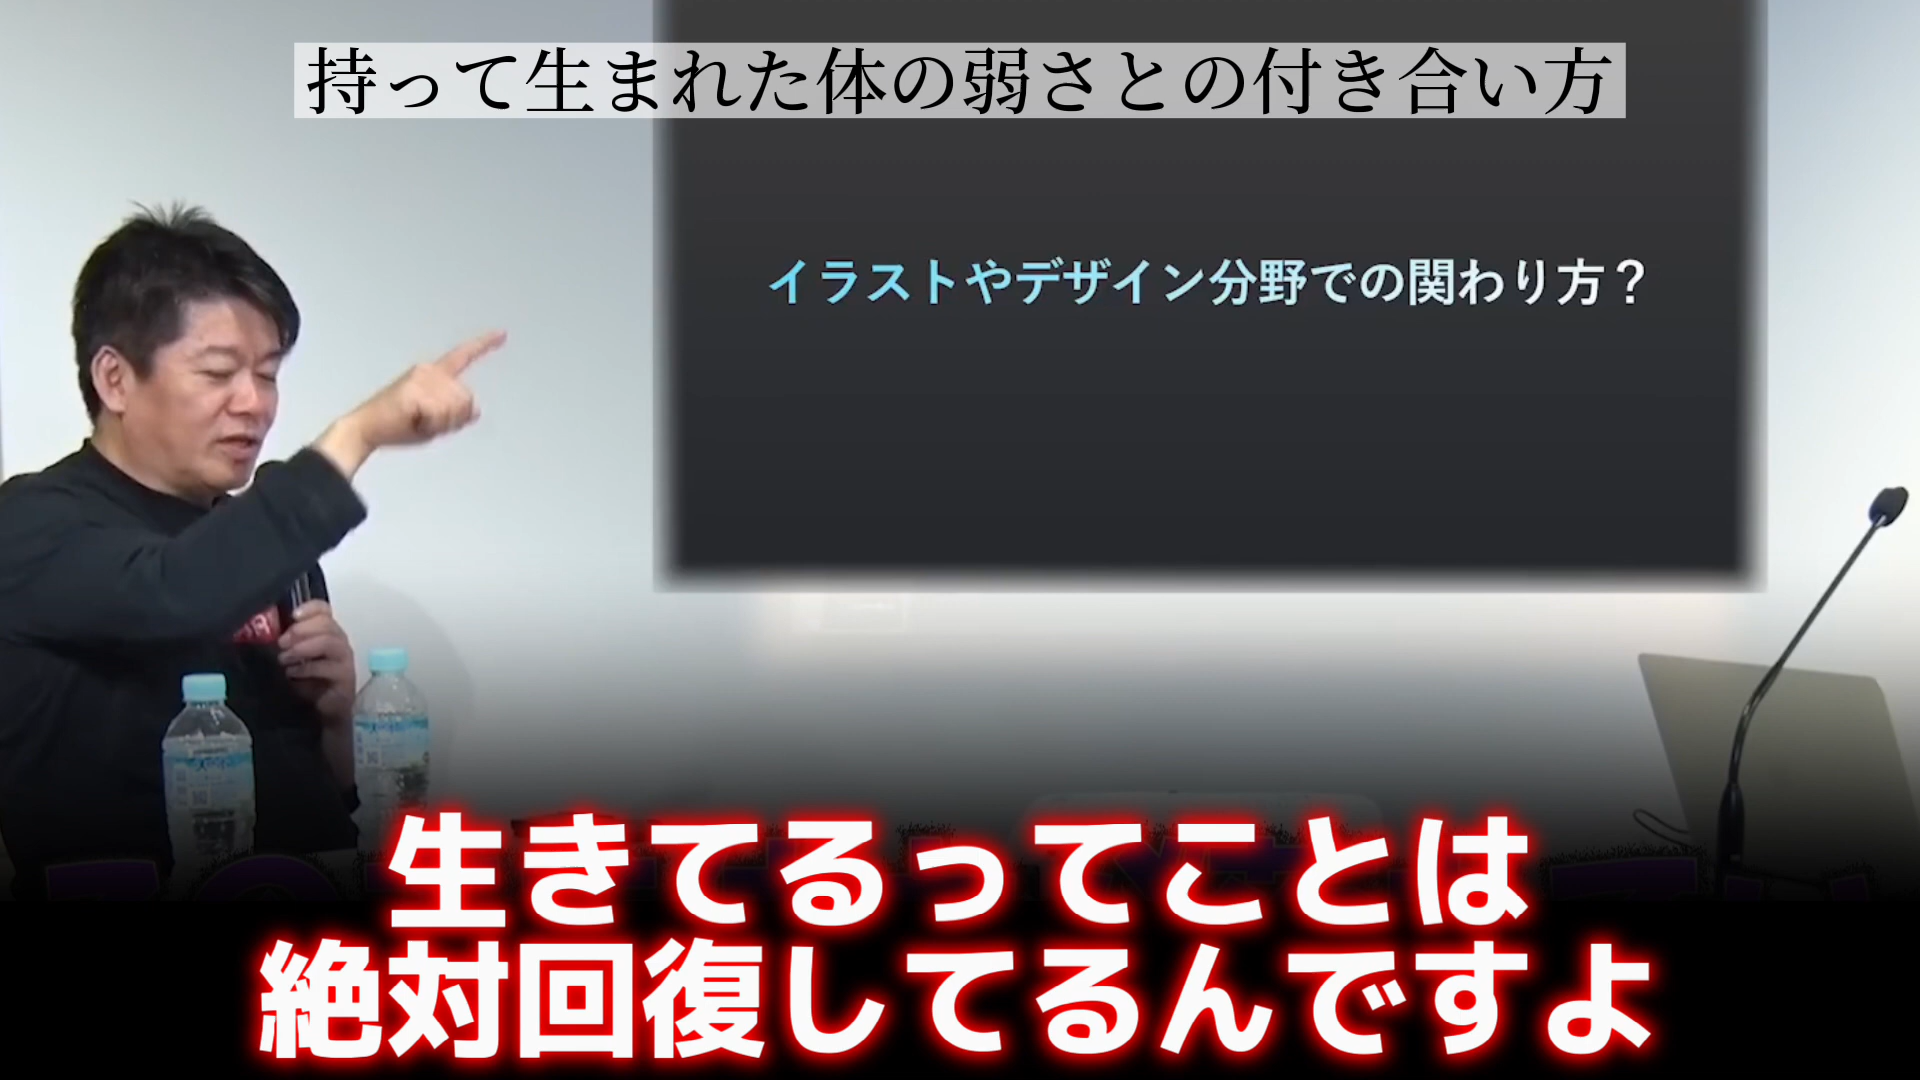 持って生まれた体の弱さとの付き合い方
イラストやデザイン分野での関わり方？
生きてるってことは
絶対回復してるんですよ